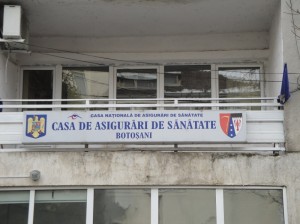 CASA NAȚIONALĂ DE ASIGURĂRI DE SĂNĂTATE
CASA DE ASIGURĂRI DE SĂNĂTATE
BOTOȘANI